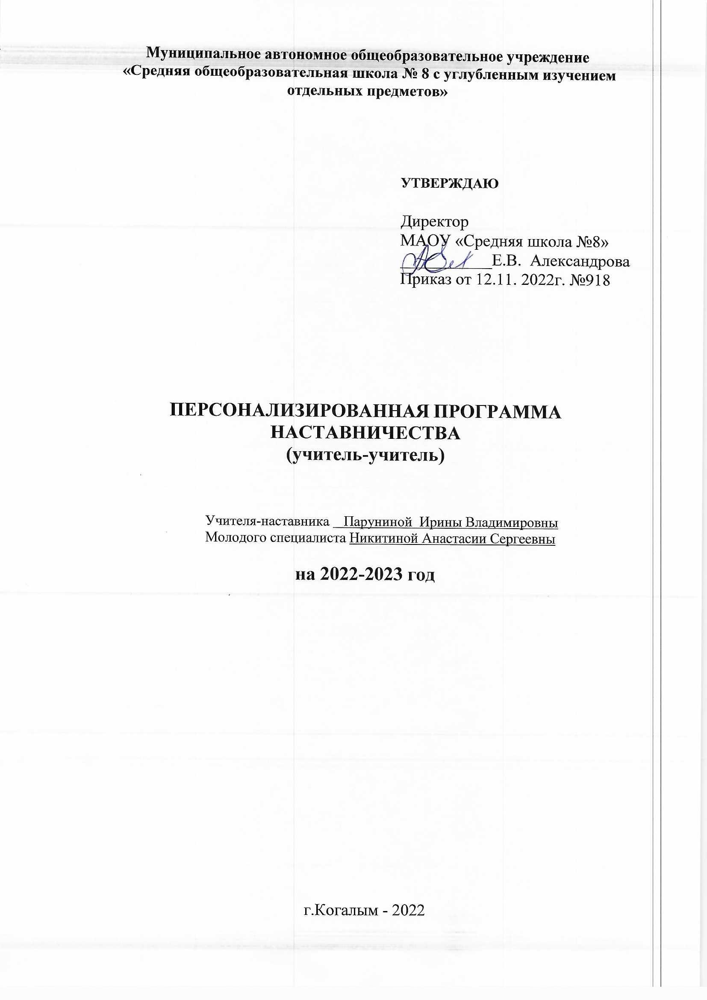 Муниципальное автономное общеобразовательное учреждение
«Средняя общеобразовательная школа № 8 с углубленным изучением
отдельных предметов»
УТВЕРЖДАЮ
Директор
МАОУ «Средняя школа №8»
Е.В. Александрова
Приказ от 12.11. 2022г. №918
ПЕРСОНАЛИЗИРОВАННАЯ ПРОГРАММА
НАСТАВНИЧЕСТВА
(учитель-учитель)
Учителя-наставника Паруниной Ирины Владимировны
Молодого специалиста Никитиной Анастасии Сергеевны
на 2022-2023 год
г.Когалым - 2022